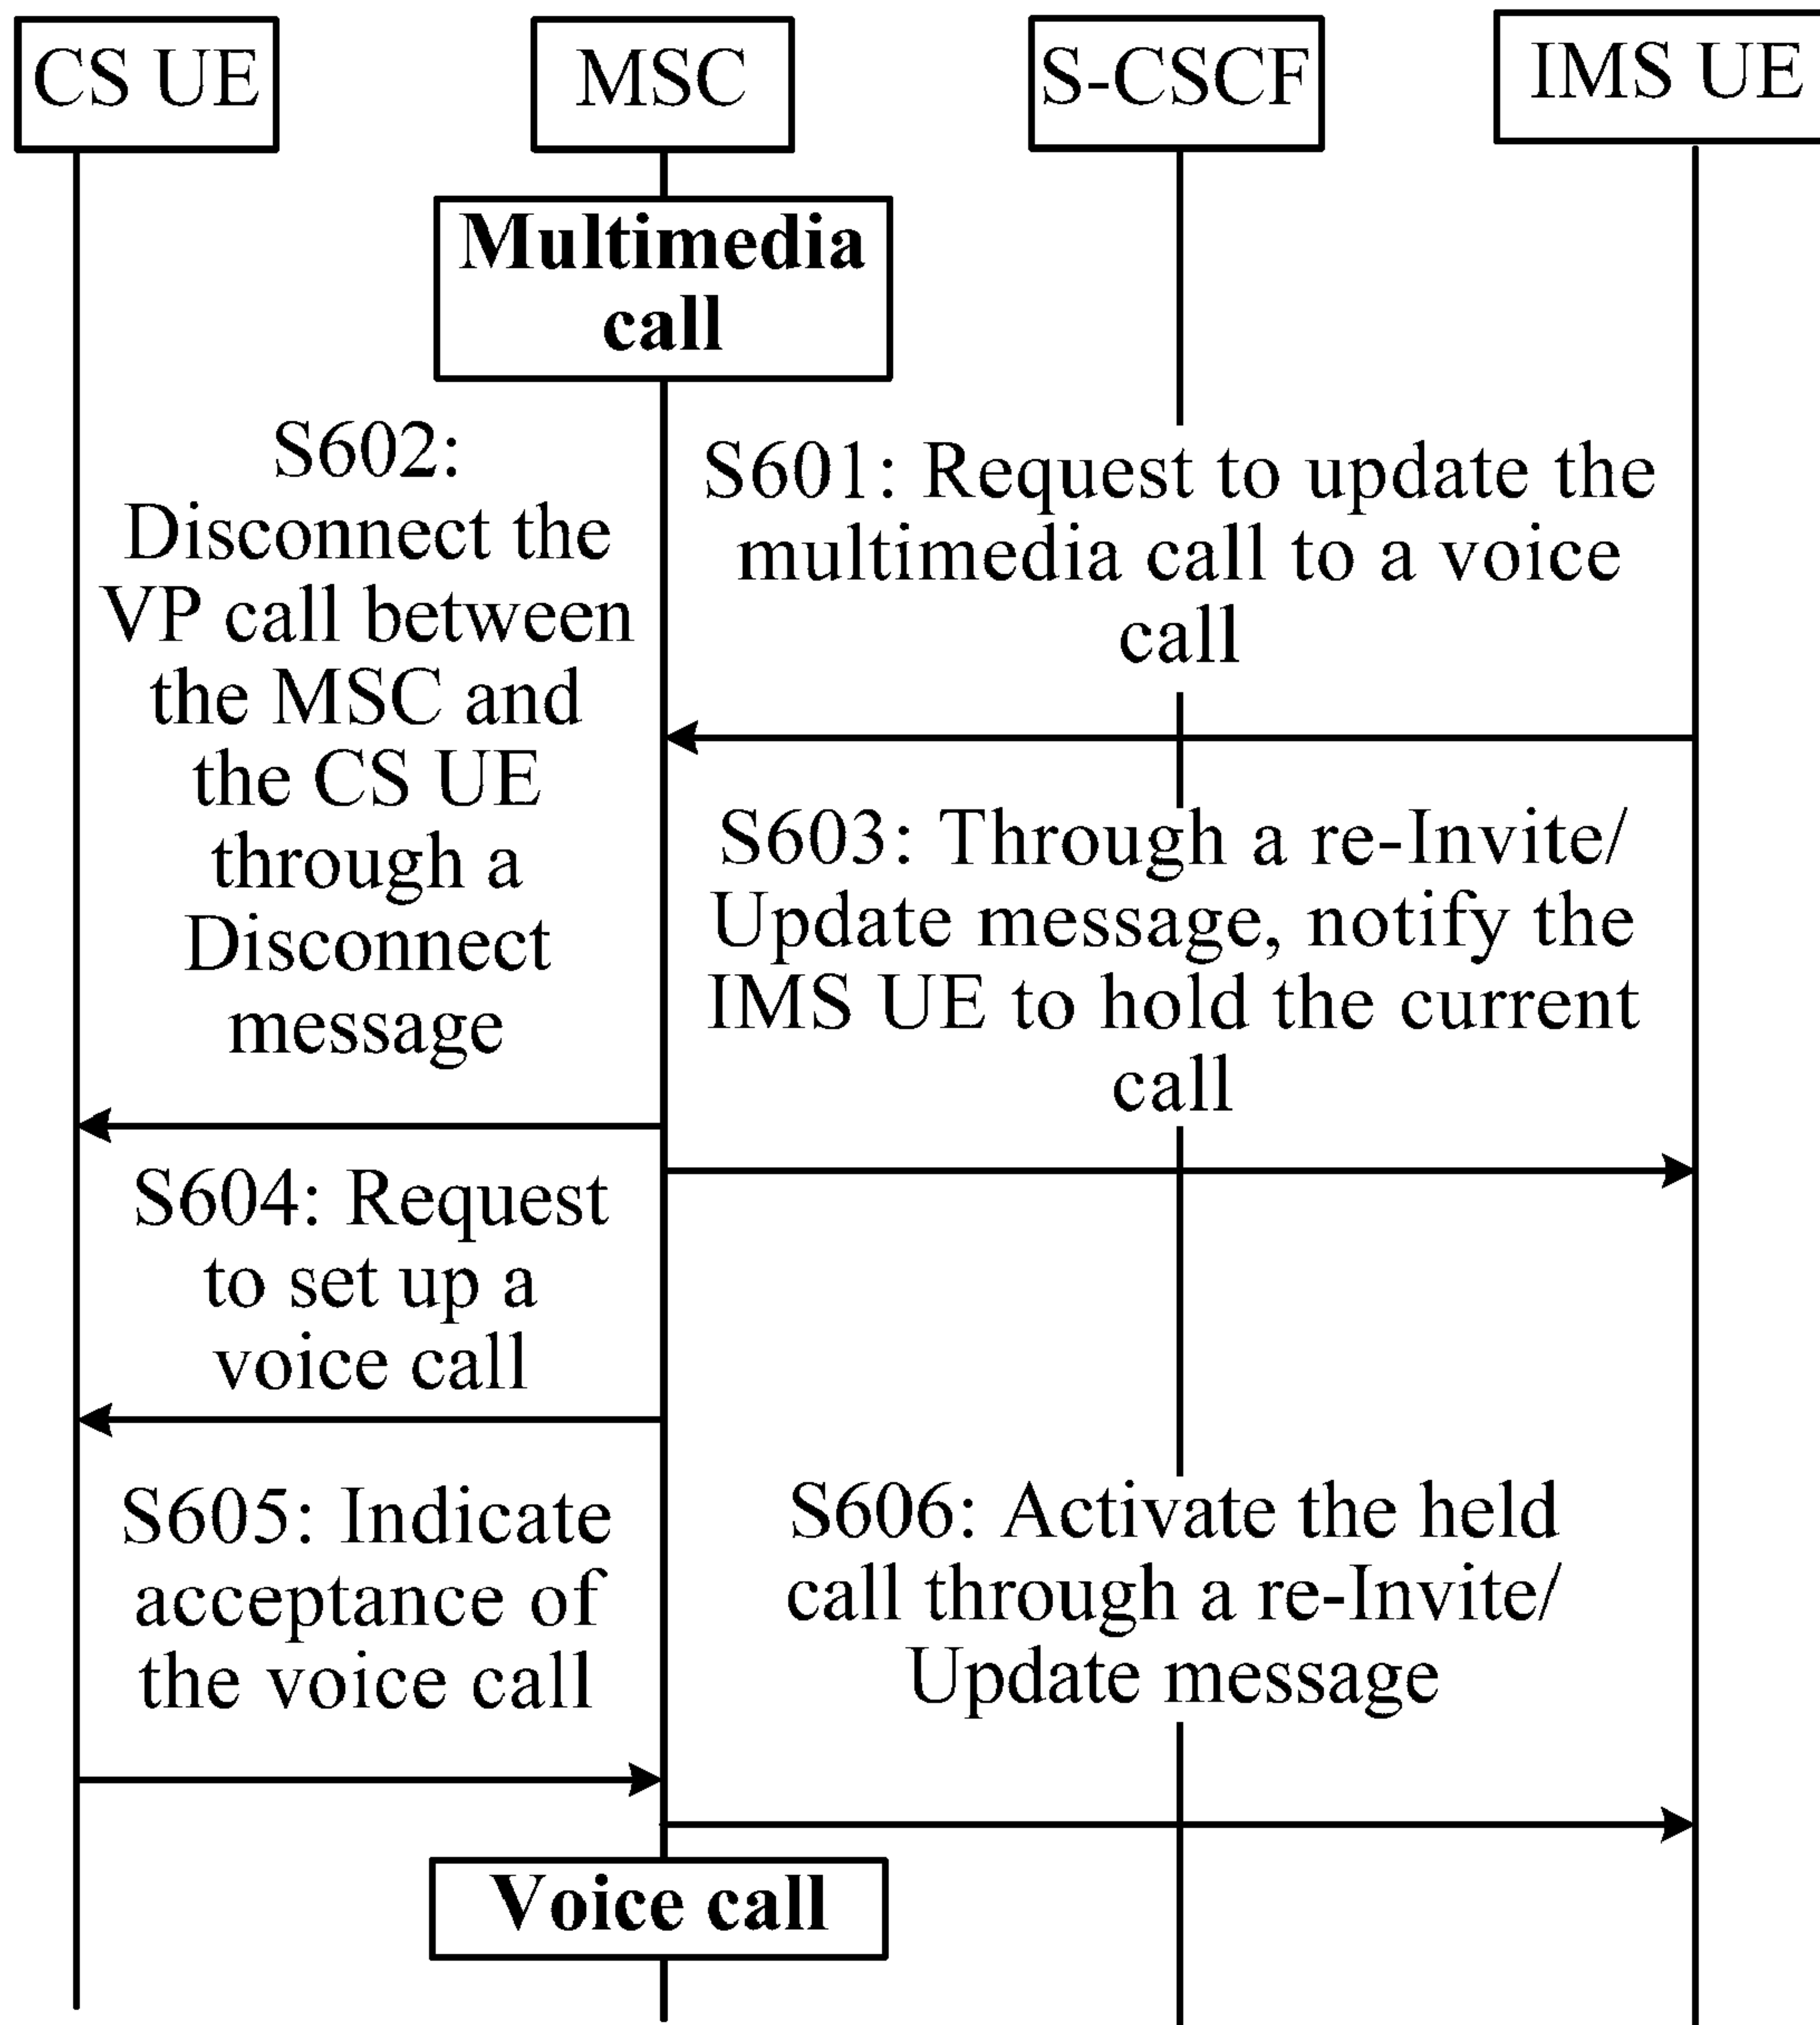 CS UE
MSC
S-CSCF
IMS UE
Multimedia
call
S602:
Disconnect the
VP call between
the MSC and
the CS UE
through a
Disconnect
message
S601: Request to update the
multimedia call to a voice
call
S603: Through a re-Invite/
Update message, notify the
IMS UE to hold the current
call
S604: Request
to set up a
voice call
S605: Indicate
acceptance of
the voice call
S606: Activate the held
call through a re-Invite/
Update message
Voice call